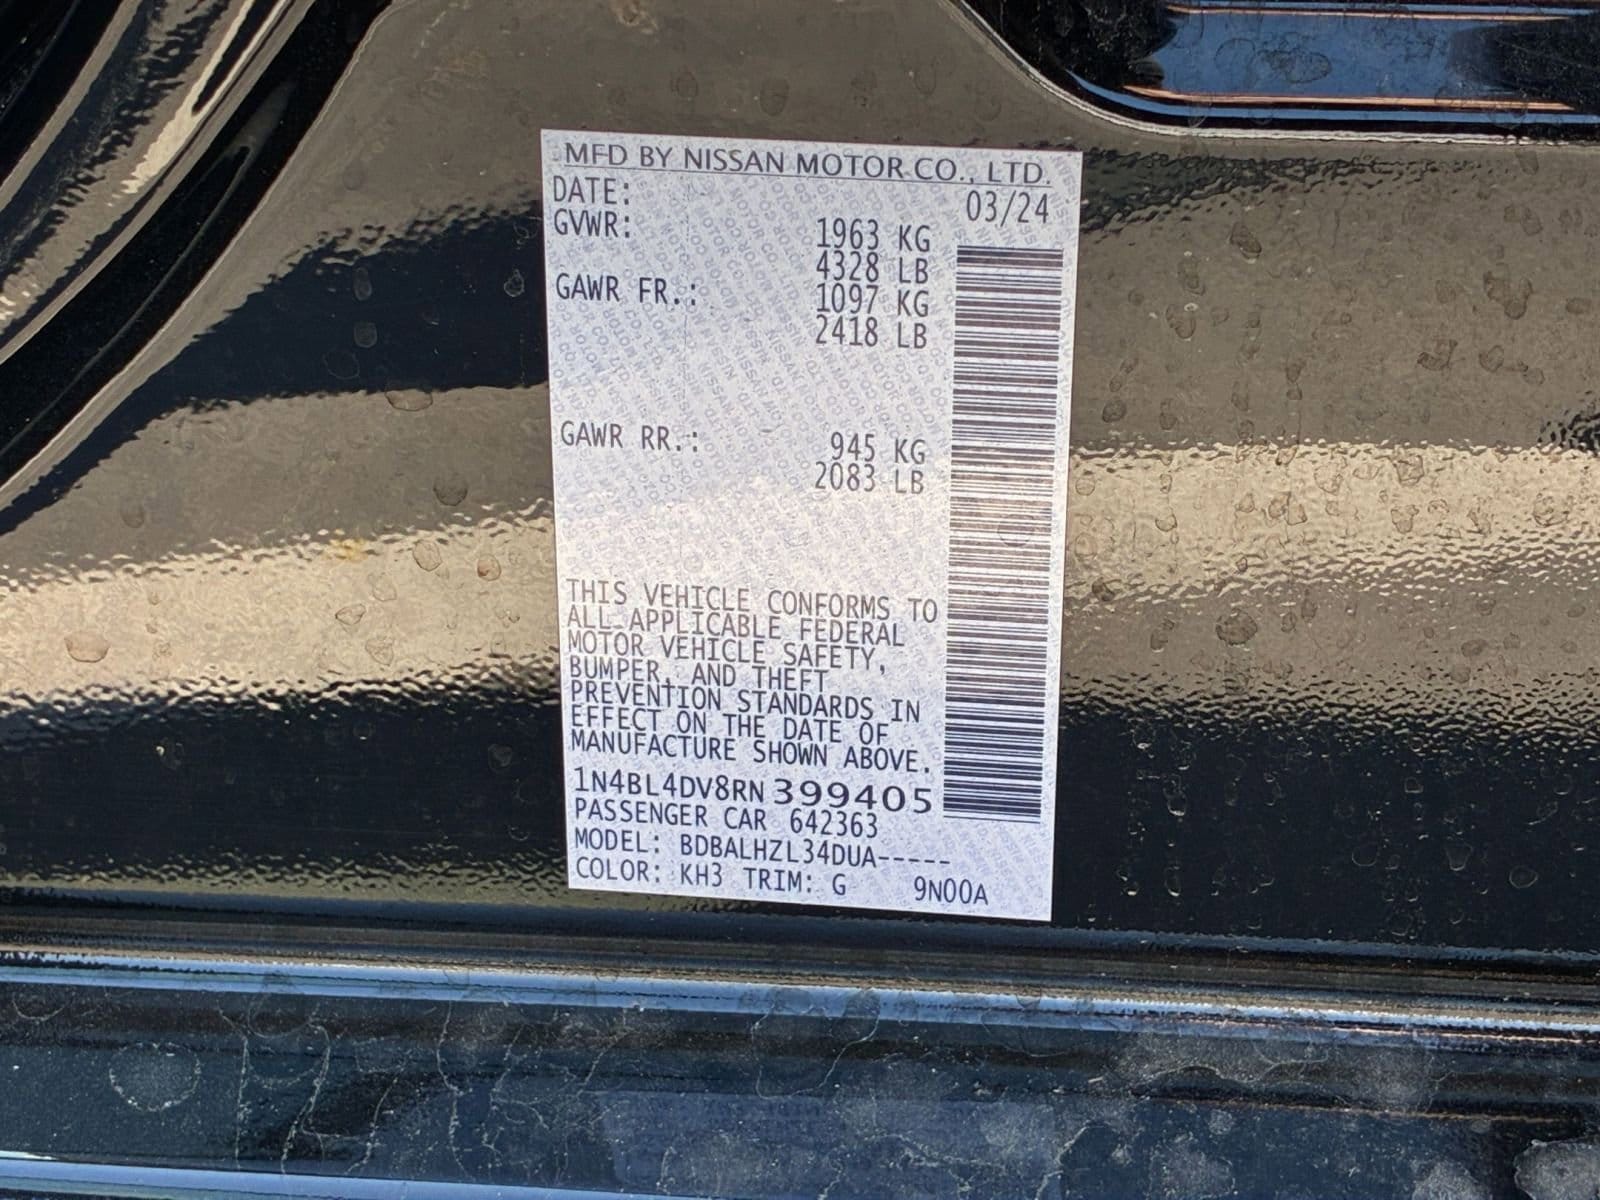 MFD BY NISSAN MOTOR CO., LTD.
DATE: 03/24
GVWR: 1963 KG
4328 LB
GAWR FR.: 1097 KG
2418 LB
GAWR RR.: 945 KG
2083 LB
THIS VEHICLE CONFORMS TO
ALL APPLICABLE FEDERAL
MOTOR VEHICLE SAFETY,
BUMPER, AND THEFT
PREVENTION STANDARDS IN
EFFECT ON THE DATE OF
MANUFACTURE SHOWN ABOVE.
1N4BL4DV8RN399405
PASSENGER CAR 642363
MODEL: BDBALHZL34DUA-----
COLOR: KH3 TRIM: G 9N00A